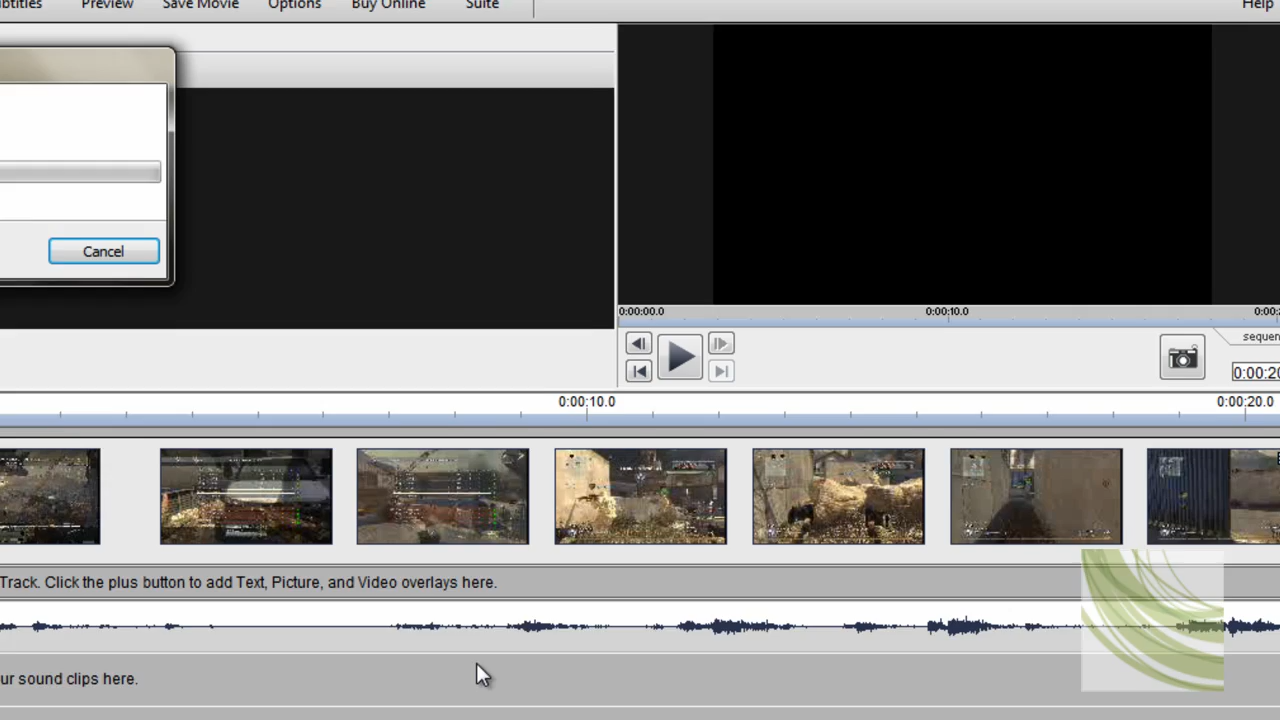 btitles Preview Save Movie Options Buy Online Suite Help
Cancel
0:00:00.0 0:00:10.0 0:00:
sequen
0:00:20
0:00:10.0 0:00:20.0
Track. Click the plus button to add Text, Picture, and Video overlays here.
ur sound clips here.